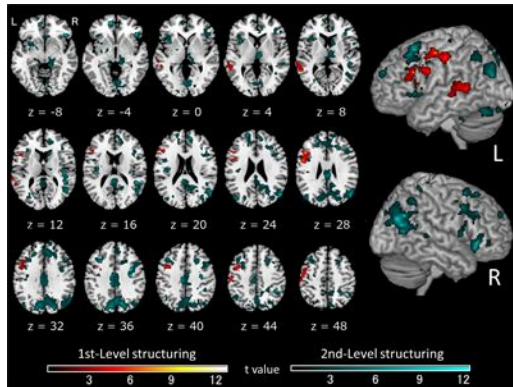 L R
z = -8 z = -4 z = 0 z = 4 z = 8
L
z = 12 z = 16 z = 20 z = 24 z = 28
R
z = 32 z = 36 z = 40 z = 44 z = 48
1st-Level structuring t value 2nd-Level structuring
3 6 9 12 3 6 9 12